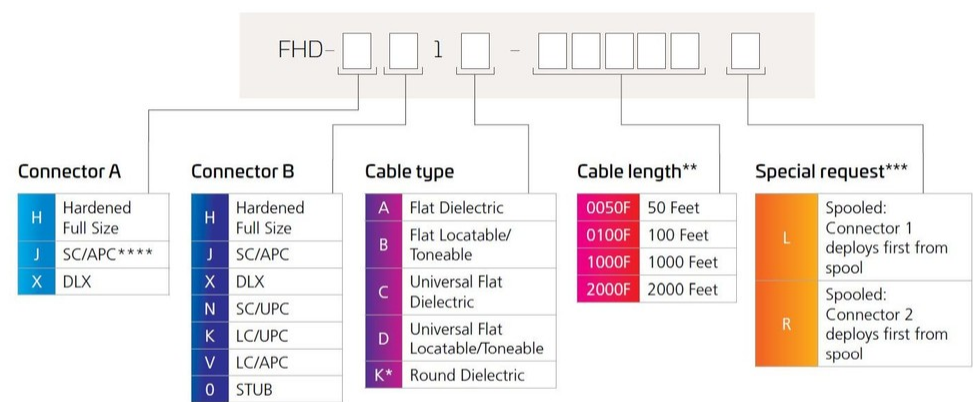 FHD- 1 -
Connector A
H Hardened
Full Size
J SC/APC****
X DLX
Connector B
H Hardened
Full Size
J SC/APC
X DLX
N SC/UPC
K LC/UPC
V LC/APC
0 STUB
Cable type
A Flat Dielectric
B Flat Locatable/
Toneable
C Universal Flat
Dielectric
D Universal Flat
Locatable/Toneable
K* Round Dielectric
Cable length**
0050F 50 Feet
0100F 100 Feet
1000F 1000 Feet
2000F 2000 Feet
Special request***
L Spooled:
Connector 1
deploys first from
spool
R Spooled:
Connector 2
deploys first from
spool